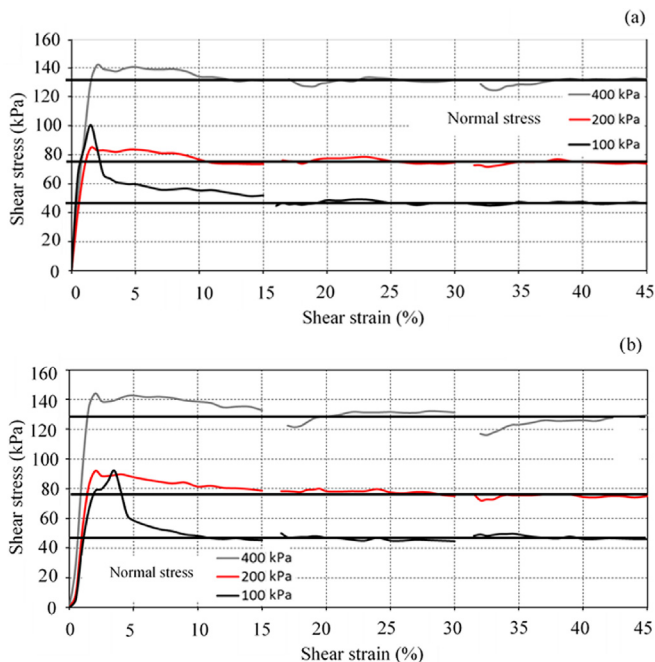 (a)
160
140
120
100
80
60
40
20
0
Shear stress (kPa)
Normal stress
400 kPa
200 kPa
100 kPa
0 5 10 15 20 25 30 35 40 45
Shear strain (%)
(b)
160
140
120
100
80
60
40
20
0
Shear stress (kPa)
Normal stress
400 kPa
200 kPa
100 kPa
0 5 10 15 20 25 30 35 40 45
Shear strain (%)